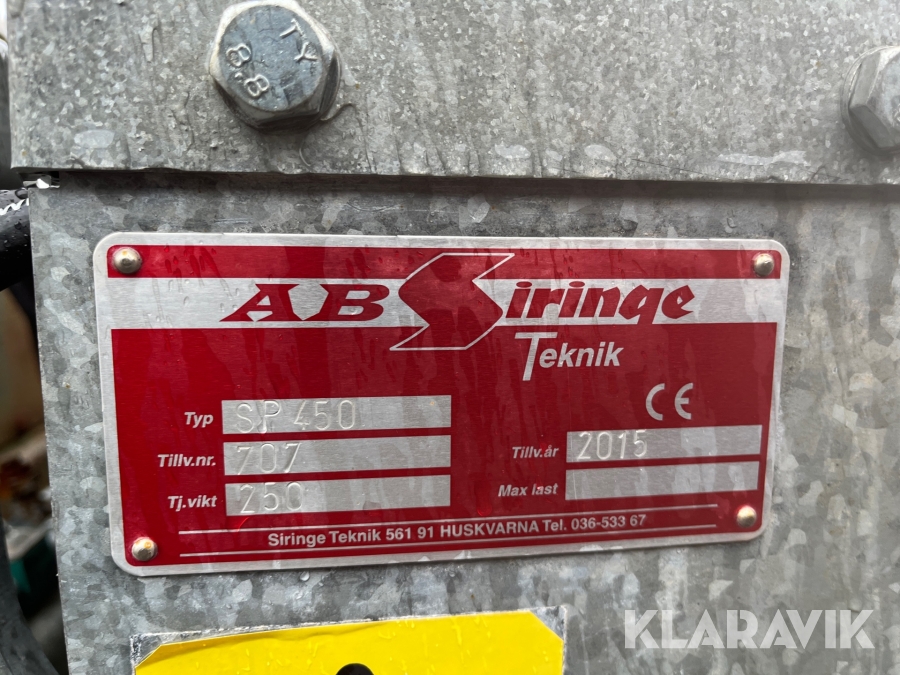 TY
8.8
AB Siringe
Teknik
Typ SP 450
Tillv.nr. 707
Tillv.år 2015
Tj.vikt 250
Max last
Siringe Teknik 561 91 HUSKVARNA Tel. 036-533 67
CE
KLARAVIK